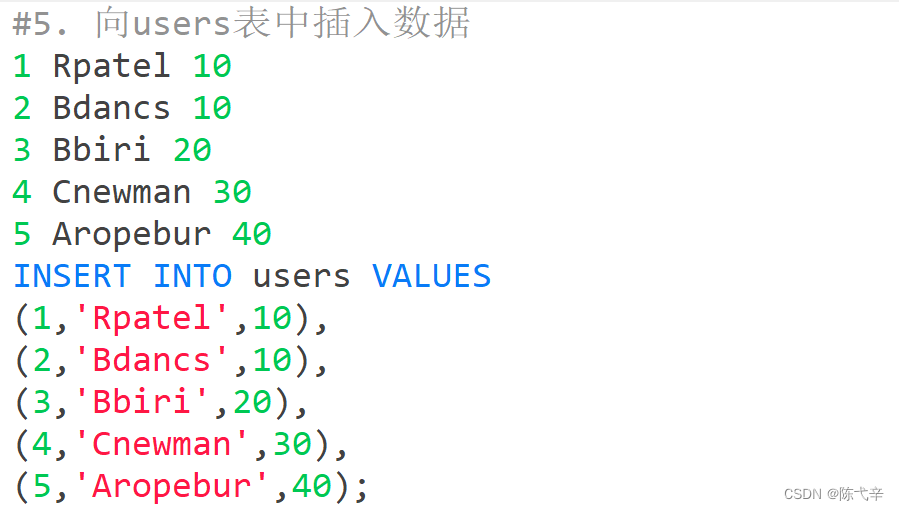 #5. 向users表中插入数据
1 Rpatel 10
2 Bdancs 10
3 Bbiri 20
4 Cnewman 30
5 Aropebur 40
INSERT INTO users VALUES
(1,'Rpatel',10),
(2,'Bdancs',10),
(3,'Bbiri',20),
(4,'Cnewman',30),
(5,'Aropebur',40);
CSDN @陈弋辛